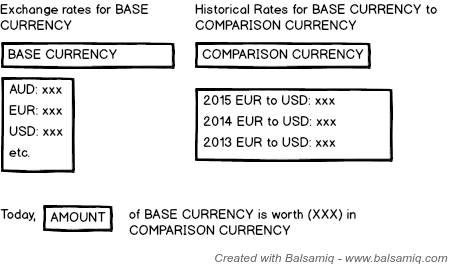 Exchange rates for BASE
CURRENCY
BASE CURRENCY
AUD: xxx
EUR: xxx
USD: xxx
etc.
Historical Rates for BASE CURRENCY to
COMPARISON CURRENCY
COMPARISON CURRENCY
2015 EUR to USD: xxx
2014 EUR to USD: xxx
2013 EUR to USD: xxx
Today, AMOUNT of BASE CURRENCY is worth (XXX) in
COMPARISON CURRENCY
Created with Balsamiq - www.balsamiq.com